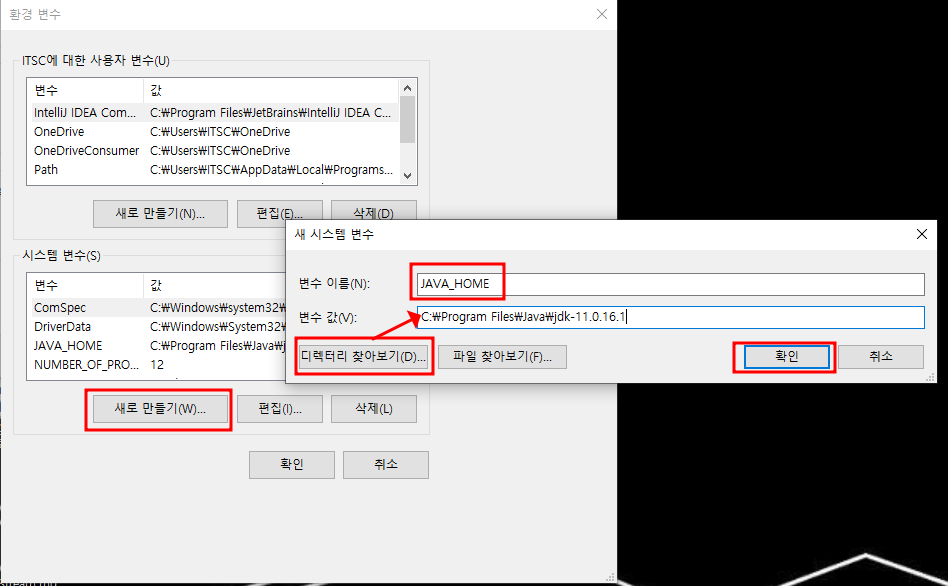 환경 변수
ITSC에 대한 사용자 변수(U)
변수 값
IntelliJ IDEA Com... C:₩Program Files₩JetBrains₩IntelliJ IDEA C...
OneDrive C:₩Users₩ITSC₩OneDrive
OneDriveConsumer C:₩Users₩ITSC₩OneDrive
Path C:₩Users₩ITSC₩AppData₩Local₩Programs...
새로 만들기(N)... 편집(E)... 삭제(D)
시스템 변수(S)
변수 값
ComSpec C:₩Windows₩system32₩
DriverData C:₩Windows₩System32₩
JAVA_HOME C:₩Program Files₩Java₩j
NUMBER_OF_PRO... 12
새로 만들기(W)... 편집(I)... 삭제(L)
확인 취소
새 시스템 변수
변수 이름(N): JAVA_HOME
변수 값(V): C:₩Program Files₩Java₩jdk-11.0.16.1
디렉터리 찾아보기(D)... 파일 찾아보기(F)... 확인 취소